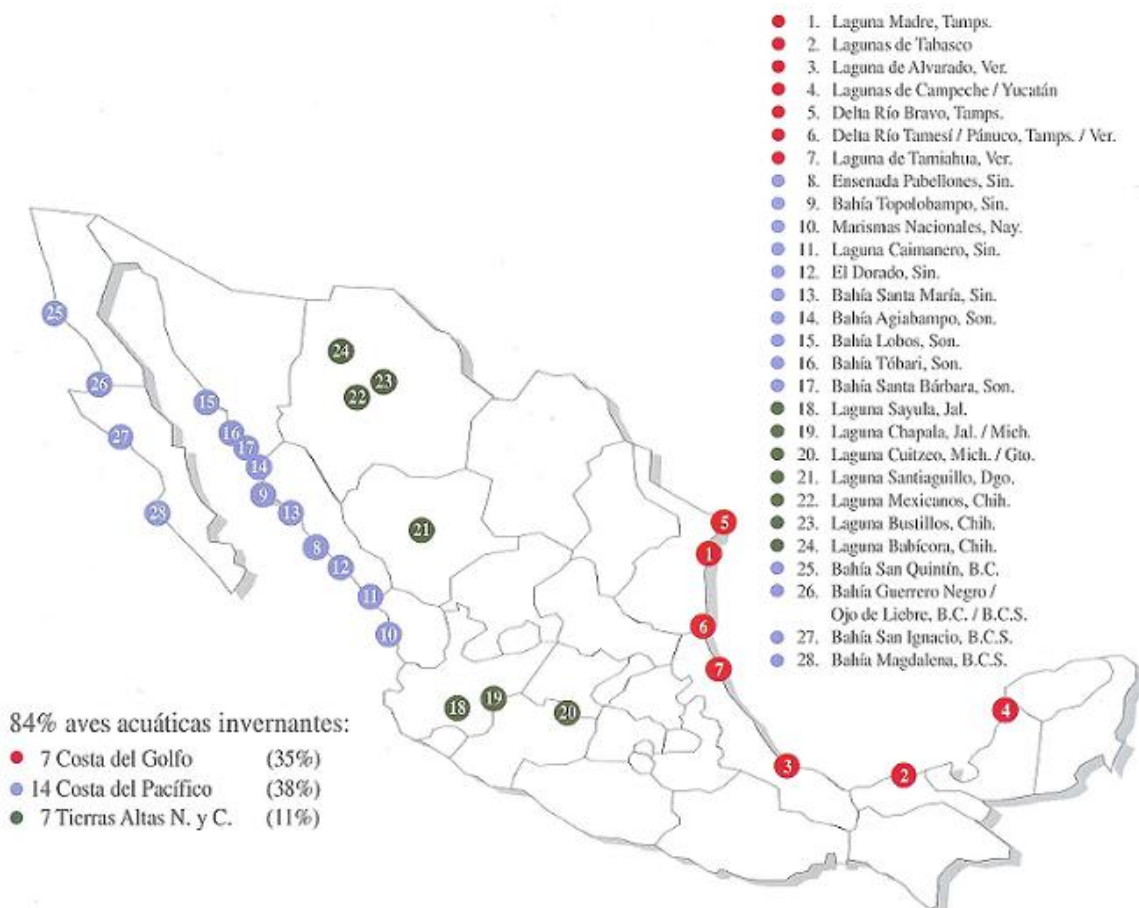 1. Laguna Madre, Tamps.
2. Lagunas de Tabasco
3. Laguna de Alvarado, Ver.
4. Lagunas de Campeche / Yucatán
5. Delta Río Bravo, Tamps.
6. Delta Río Tamesí / Pánuco, Tamps. / Ver.
7. Laguna de Tamiahua, Ver.
8. Ensenada Pabellones, Sin.
9. Bahía Topolobampo, Sin.
10. Marismas Nacionales, Nay.
11. Laguna Caimanero, Sin.
12. El Dorado, Sin.
13. Bahía Santa María, Sin.
14. Bahía Agiabampo, Son.
15. Bahía Lobos, Son.
16. Bahía Tóbari, Son.
17. Bahía Santa Bárbara, Son.
18. Laguna Sayula, Jal.
19. Laguna Chapala, Jal. / Mich.
20. Laguna Cuitzeo, Mich. / Gto.
21. Laguna Santiaguillo, Dgo.
22. Laguna Mexicanos, Chih.
23. Laguna Bustillos, Chih.
24. Laguna Babícora, Chih.
25. Bahía San Quintín, B.C.
26. Bahía Guerrero Negro /
Ojo de Liebre, B.C. / B.C.S.
27. Bahía San Ignacio, B.C.S.
28. Bahía Magdalena, B.C.S.
25
24
26
23
22
15
27
16
17
14
9
28
13
21
5
8
1
12
11
10
6
7
19
18
20
4
3
2
84% aves acuáticas invernantes:
7 Costa del Golfo (35%)
14 Costa del Pacífico (38%)
7 Tierras Altas N. y C. (11%)